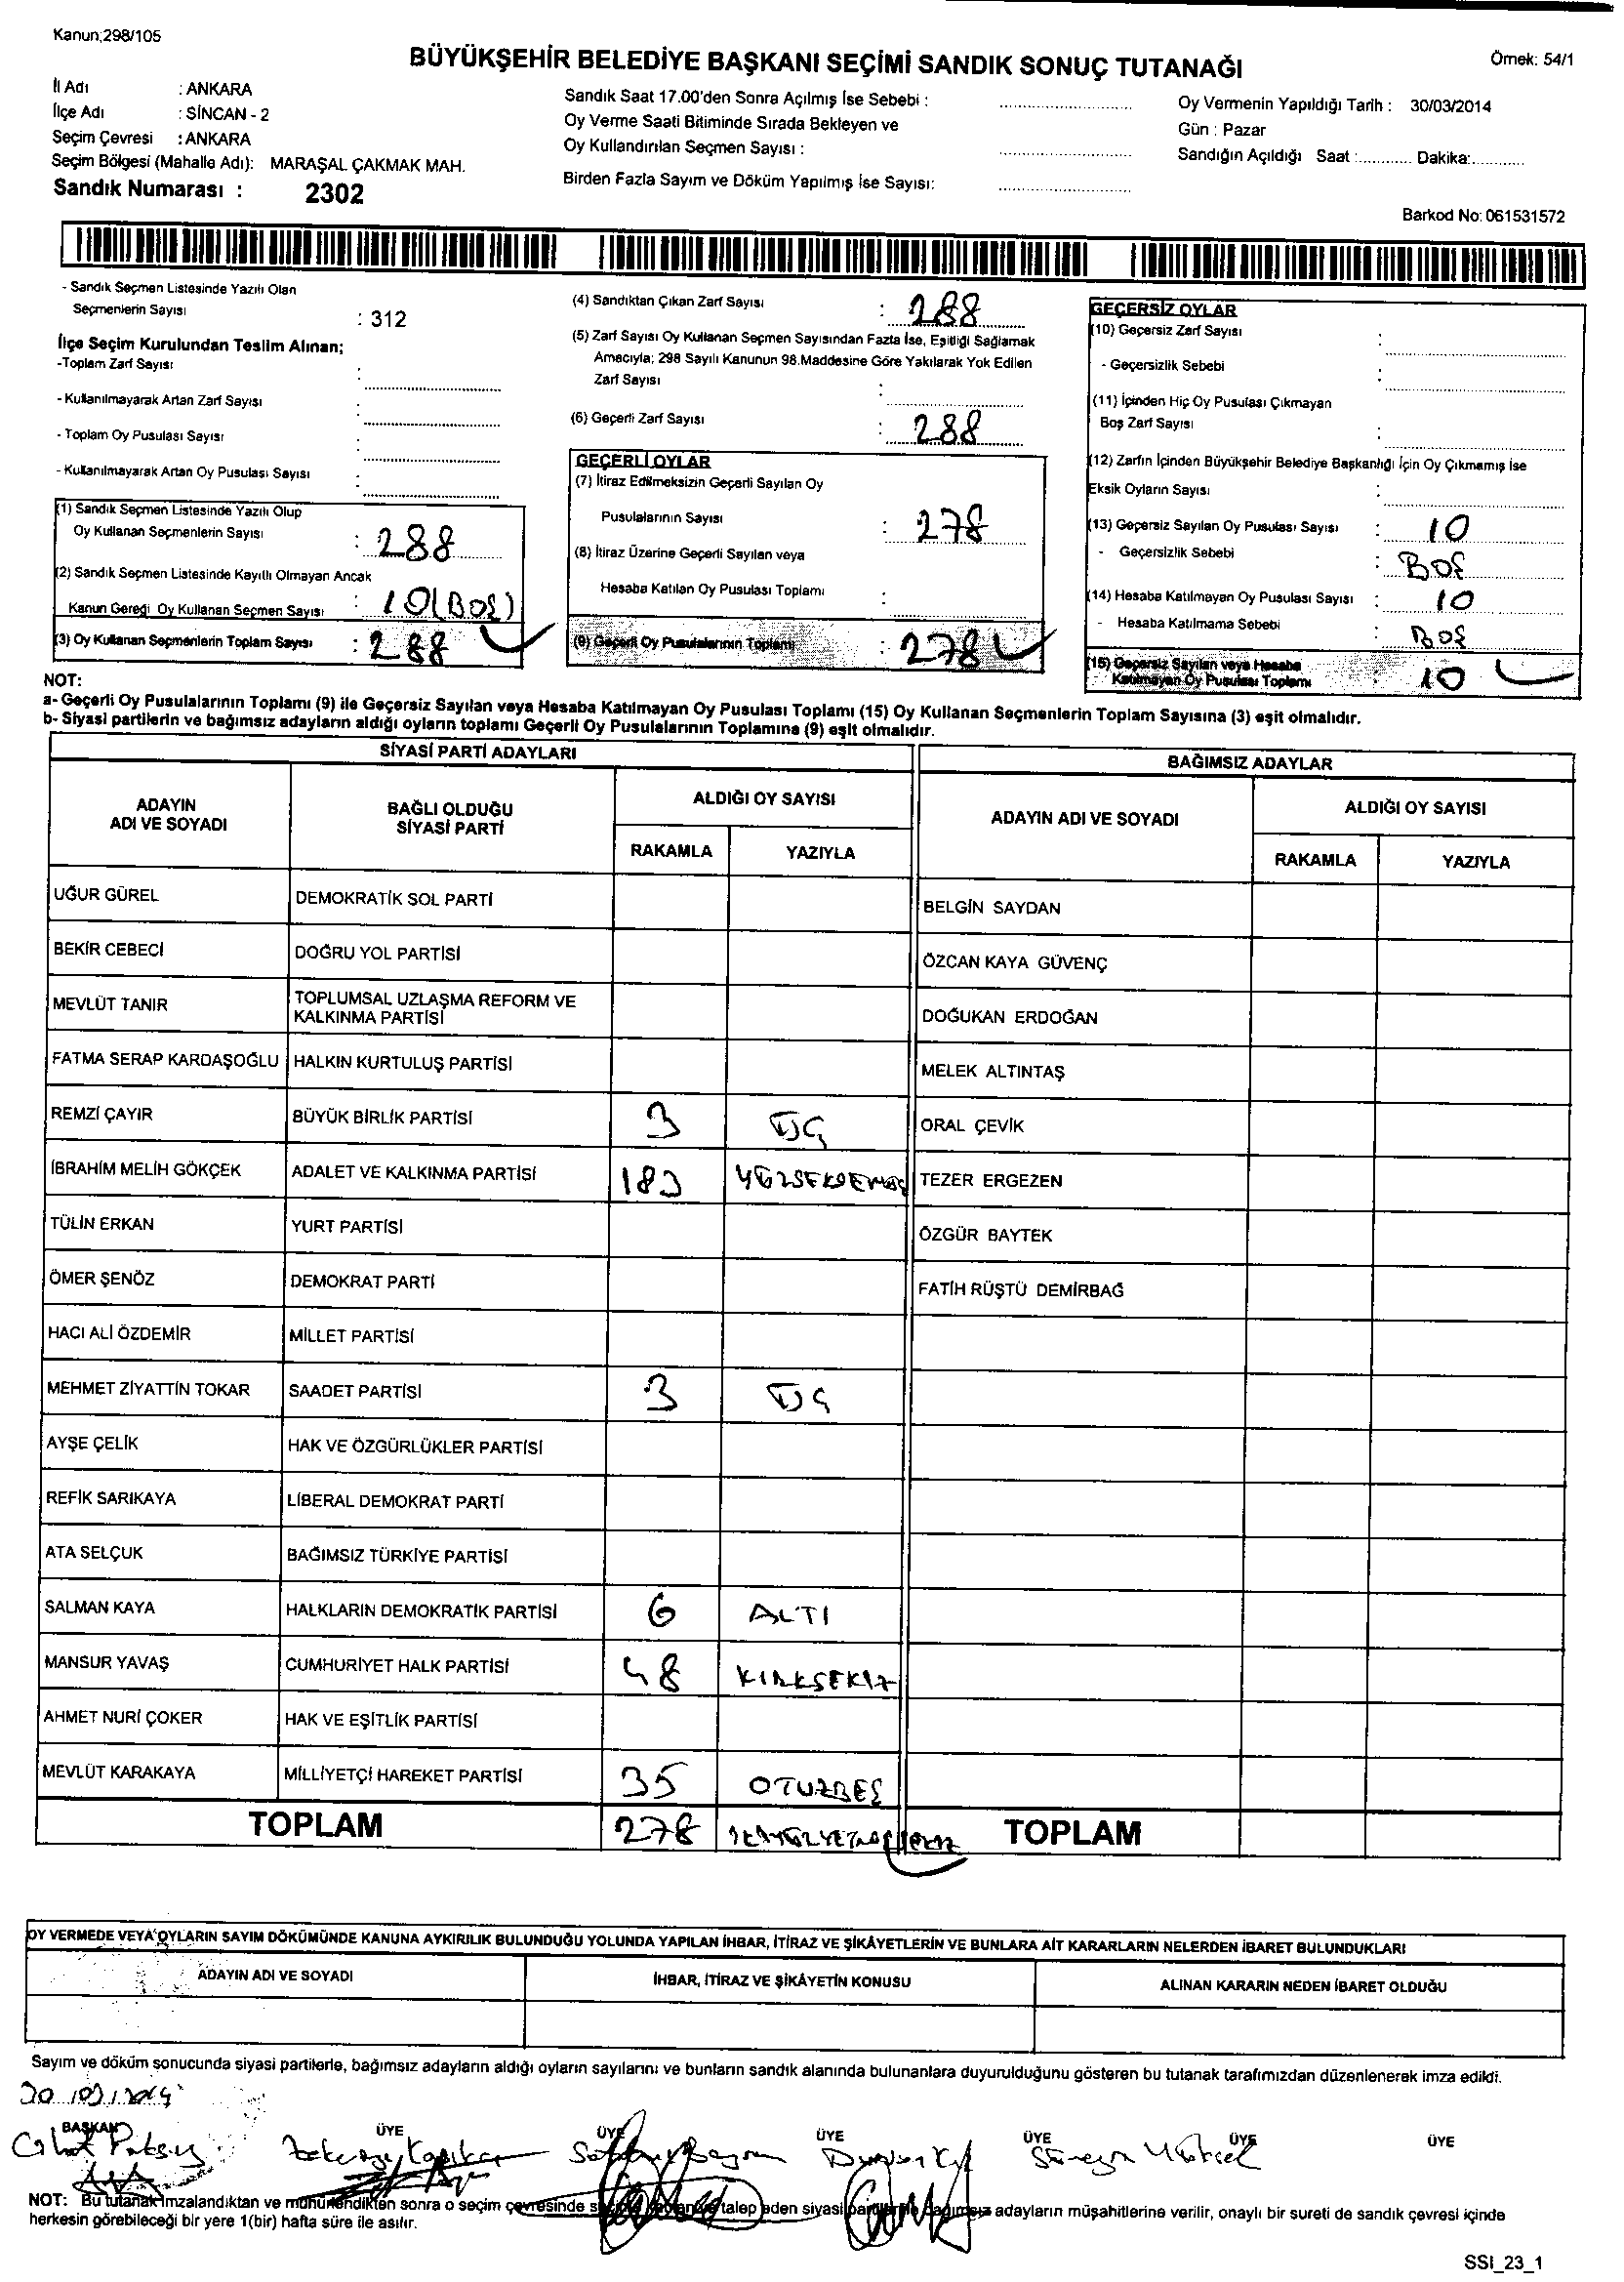 Kanun;298/105
BÜYÜKŞEHİR BELEDİYE BAŞKANI SEÇİMİ SANDIK SONUÇ TUTANAĞI
Örnek: 54/1
İl Adı : ANKARA
İlçe Adı : SİNCAN - 2
Seçim Çevresi : ANKARA
Seçim Bölgesi (Mahalle Adı): MARAŞAL ÇAKMAK MAH.
Sandık Numarası : 2302
Sandık Saat 17.00'den Sonra Açılmış İse Sebebi :
Oy Verme Saati Bitiminde Sırada Bekleyen ve
Oy Kullandırılan Seçmen Sayısı :
Birden Fazla Sayım ve Döküm Yapılmış İse Sayısı:
Oy Vermenin Yapıldığı Tarih : 30/03/2014
Gün : Pazar
Sandığın Açıldığı Saat :............ Dakika:............
Barkod No: 061531572
- Sandık Seçmen Listesinde Yazılı Olan
Seçmenlerin Sayısı : 312
İlçe Seçim Kurulundan Teslim Alınan;
-Toplam Zarf Sayısı :
- Kullanılmayarak Artan Zarf Sayısı :
- Toplam Oy Pusulası Sayısı :
- Kullanılmayarak Artan Oy Pusulası Sayısı :
(1) Sandık Seçmen Listesinde Yazılı Olup
Oy Kullanan Seçmenlerin Sayısı : 288
(2) Sandık Seçmen Listesinde Kayıtlı Olmayan Ancak
Kanun Gereği Oy Kullanan Seçmen Sayısı : 10(BOŞ)
(3) Oy Kullanan Seçmenlerin Toplam Sayısı : 288
(4) Sandıktan Çıkan Zarf Sayısı : 288
(5) Zarf Sayısı Oy Kullanan Seçmen Sayısından Fazla İse, Eşitliği Sağlamak
Amacıyla; 298 Sayılı Kanunun 98.Maddesine Göre Yakılarak Yok Edilen
Zarf Sayısı :
(6) Geçerli Zarf Sayısı : 288
GEÇERLİ OYLAR
(7) İtiraz Edilmeksizin Geçerli Sayılan Oy
Pusulalarının Sayısı : 278
(8) İtiraz Üzerine Geçerli Sayılan veya
Hesaba Katılan Oy Pusulası Toplamı :
(9) Geçerli Oy Pusulalarının Toplamı : 278
GEÇERSİZ OYLAR
(10) Geçersiz Zarf Sayısı :
- Geçersizlik Sebebi :
(11) İçinden Hiç Oy Pusulası Çıkmayan
Boş Zarf Sayısı :
(12) Zarfın İçinden Büyükşehir Belediye Başkanlığı İçin Oy Çıkmamış İse
Eksik Oyların Sayısı :
(13) Geçersiz Sayılan Oy Pusulası Sayısı : 10
- Geçersizlik Sebebi : BOŞ
(14) Hesaba Katılmayan Oy Pusulası Sayısı : 10
- Hesaba Katılmama Sebebi : BOŞ
(15) Geçersiz Sayılan veya Hesaba
Katılmayan Oy Pusulası Toplamı : 10
NOT:
a- Geçerli Oy Pusulalarının Toplamı (9) ile Geçersiz Sayılan veya Hesaba Katılmayan Oy Pusulası Toplamı (15) Oy Kullanan Seçmenlerin Toplam Sayısına (3) eşit olmalıdır.
b- Siyasi partilerin ve bağımsız adayların aldığı oyların toplamı Geçerli Oy Pusulalarının Toplamına (9) eşit olmalıdır.
SİYASİ PARTİ ADAYLARI
ADAYIN ADI VE SOYADI BAĞLI OLDUĞU SİYASİ PARTİ ALDIĞI OY SAYISI
RAKAMLA YAZIYLA
UĞUR GÜREL DEMOKRATİK SOL PARTİ
BEKİR CEBECİ DOĞRU YOL PARTİSİ
MEVLÜT TANIR TOPLUMSAL UZLAŞMA REFORM VE KALKINMA PARTİSİ
FATMA SERAP KARDAŞOĞLU HALKIN KURTULUŞ PARTİSİ
REMZİ ÇAYIR BÜYÜK BİRLİK PARTİSİ 3 ÜÇ
İBRAHİM MELİH GÖKÇEK ADALET VE KALKINMA PARTİSİ 183 YÜZSEKSENÜÇ
TÜLİN ERKAN YURT PARTİSİ
ÖMER ŞENÖZ DEMOKRAT PARTİ
HACI ALİ ÖZDEMİR MİLLET PARTİSİ
MEHMET ZİYATTİN TOKAR SAADET PARTİSİ 3 ÜÇ
AYŞE ÇELİK HAK VE ÖZGÜRLÜKLER PARTİSİ
REFİK SARIKAYA LİBERAL DEMOKRAT PARTİ
ATA SELÇUK BAĞIMSIZ TÜRKİYE PARTİSİ
SALMAN KAYA HALKLARIN DEMOKRATİK PARTİSİ 6 ALTI
MANSUR YAVAŞ CUMHURİYET HALK PARTİSİ 48 KIRKSEKİZ
AHMET NURİ ÇOKER HAK VE EŞİTLİK PARTİSİ
MEVLÜT KARAKAYA MİLLİYETÇİ HAREKET PARTİSİ 35 OTUZBEŞ
TOPLAM 278
BAĞIMSIZ ADAYLAR
ADAYIN ADI VE SOYADI ALDIĞI OY SAYISI
RAKAMLA YAZIYLA
BELGİN SAYDAN
ÖZCAN KAYA GÜVENÇ
DOĞUKAN ERDOĞAN
MELEK ALTINTAŞ
ORAL ÇEVİK
TEZER ERGEZEN
ÖZGÜR BAYTEK
FATİH RÜŞTÜ DEMİRBAĞ
TOPLAM
OY VERMEDE VEYA OYLARIN SAYIM DÖKÜMÜNDE KANUNA AYKIRILIK BULUNDUĞU YOLUNDA YAPILAN İHBAR, İTİRAZ VE ŞİKÂYETLERİN VE BUNLARA AİT KARARLARIN NELERDEN İBARET BULUNDUKLARI
ADAYIN ADI VE SOYADI İHBAR, İTİRAZ VE ŞİKÂYETİN KONUSU ALINAN KARARIN NEDEN İBARET OLDUĞU
Sayım ve döküm sonucunda siyasi partilerle, bağımsız adayların aldığı oyların sayılarını ve bunların sandık alanında bulunanlara duyurulduğunu gösteren bu tutanak tarafımızdan düzenlenerek imza edildi.
30.03.2014
BAŞKAN ÜYE ÜYE ÜYE ÜYE ÜYE ÜYE
NOT: Bu tutanak imzalandıktan ve mühürlendikten sonra o seçim çevresinde talep eden siyasi bağımsız adayların müşahitlerine verilir, onaylı bir sureti de sandık çevresi içinde
herkesin görebileceği bir yere 1(bir) hafta süre ile asılır.
SSI_23_1